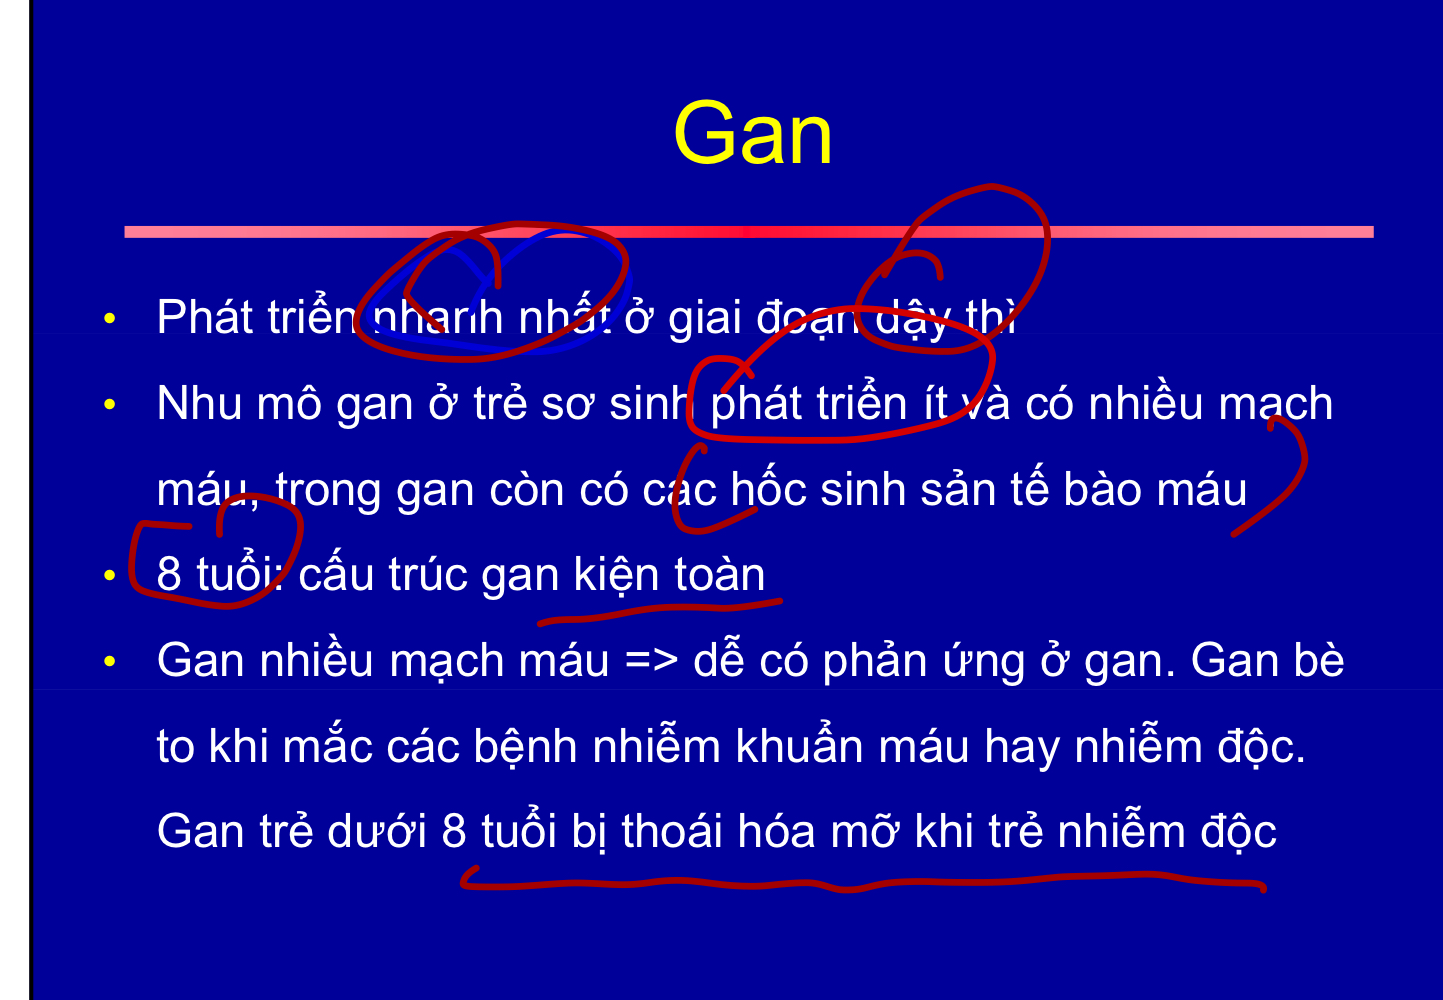 Gan
• Phát triển nhanh nhất ở giai đoạn dậy thì
• Nhu mô gan ở trẻ sơ sinh phát triển ít và có nhiều mạch
máu, trong gan còn có các hốc sinh sản tế bào máu
• 8 tuổi: cấu trúc gan kiện toàn
• Gan nhiều mạch máu => dễ có phản ứng ở gan. Gan bè
to khi mắc các bệnh nhiễm khuẩn máu hay nhiễm độc.
Gan trẻ dưới 8 tuổi bị thoái hóa mỡ khi trẻ nhiễm độc